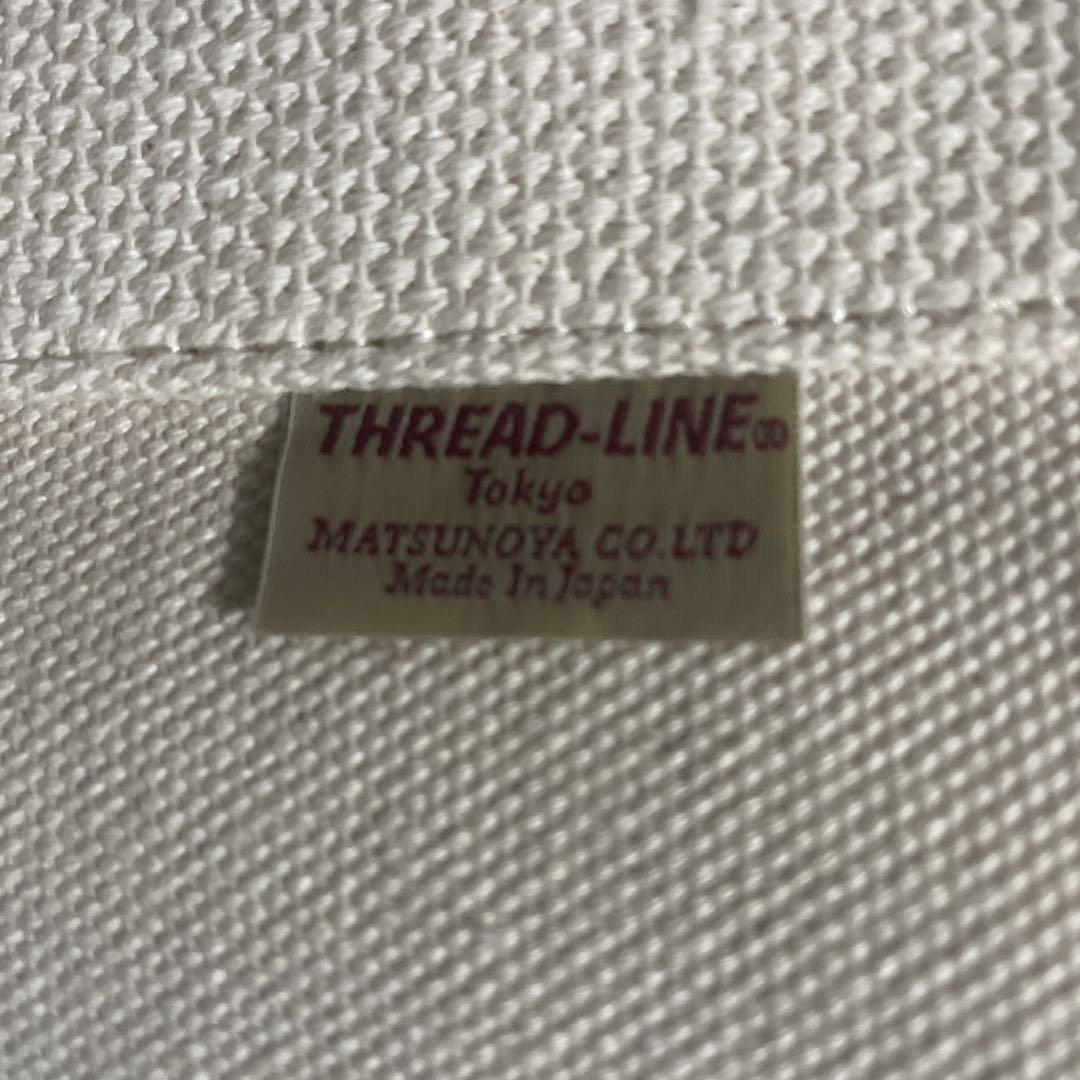 THREAD-LINE®
Tokyo
MATSUNOYA CO.LTD
Made In Japan